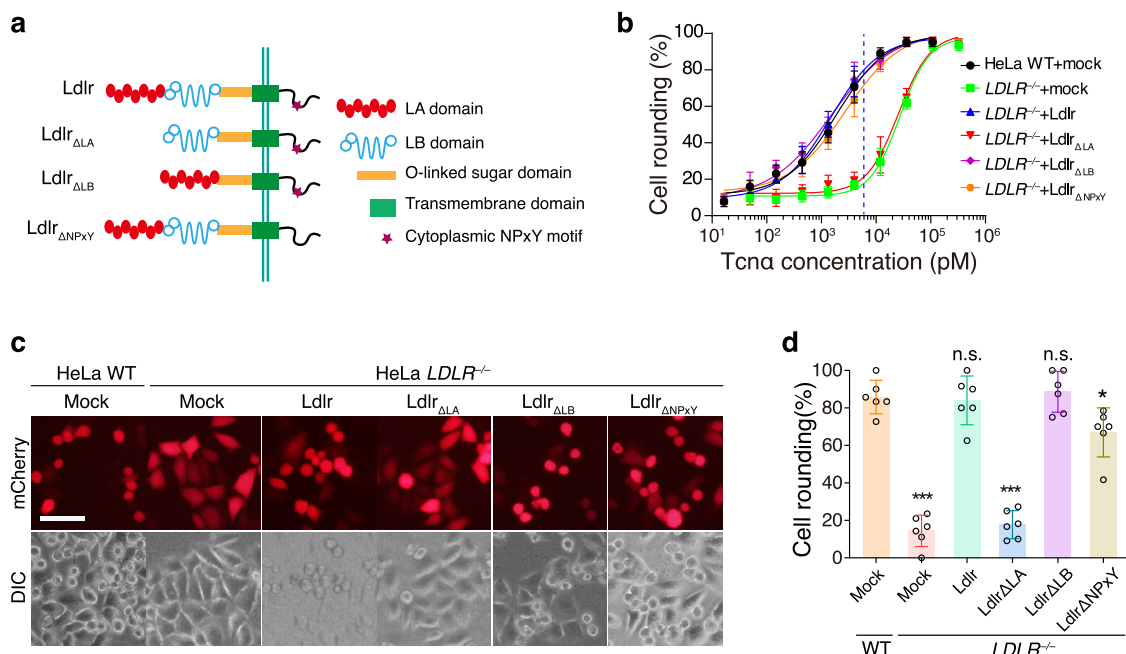 a
Ldlr
LdlrΔLA
LdlrΔLB
LdlrΔNPxY
LA domain
LB domain
O-linked sugar domain
Transmembrane domain
Cytoplasmic NPxY motif
b
Cell rounding (%)
100
80
60
40
20
0
10¹ 10² 10³ 10⁴ 10⁵ 10⁶
Tcnα concentration (pM)
HeLa WT+mock
LDLR⁻/⁻+mock
LDLR⁻/⁻+Ldlr
LDLR⁻/⁻+LdlrΔLA
LDLR⁻/⁻+LdlrΔLB
LDLR⁻/⁻+LdlrΔNPxY
c
HeLa WT HeLa LDLR⁻/⁻
Mock Mock Ldlr LdlrΔLA LdlrΔLB LdlrΔNPxY
mCherry
DIC
d
Cell rounding(%)
100
80
60
40
20
0
*** n.s. *** n.s. *
Mock Mock Ldlr LdlrΔLA LdlrΔLB LdlrΔNPxY
WT LDLR⁻/⁻